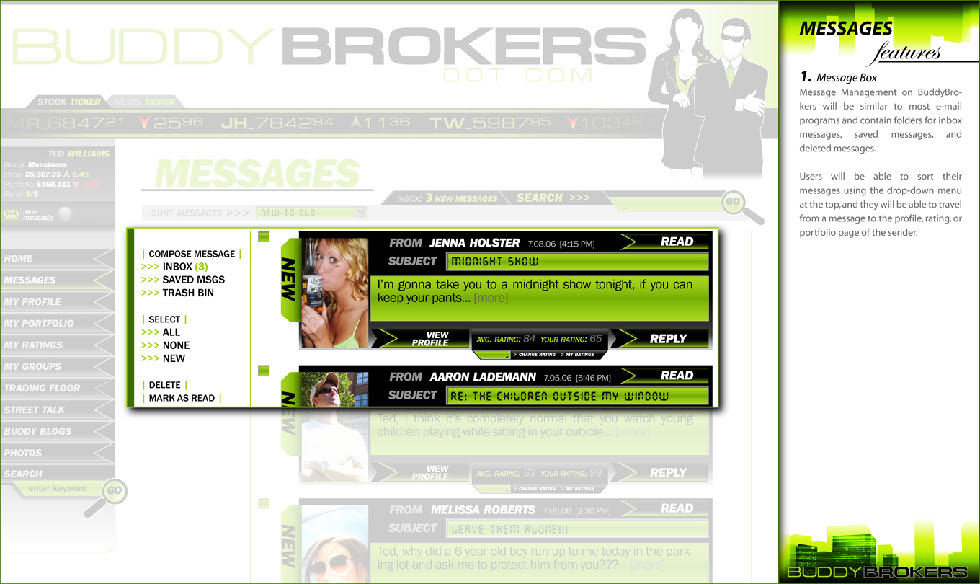 BUDDYBROKERS
DOT COM
STOCK TICKER NEWS TICKER
MR_684721 2596 JH_784294 1136 TW_598795
TED WILLIAMS
MESSAGES
INBOX: 3 NEW MESSAGES SEARCH >>> GO
SORT MESSAGES >>> NEW TO OLD
HOME
MESSAGES
MY PROFILE
MY PORTFOLIO
MY RATINGS
MY GROUPS
TRADING FLOOR
STREET TALK
BUDDY BLOGS
PHOTOS
SEARCH
enter keyword GO
| COMPOSE MESSAGE |
>>> INBOX (3)
>>> SAVED MSGS
>>> TRASH BIN
| SELECT |
>>> ALL
>>> NONE
>>> NEW
| DELETE |
| MARK AS READ |
NEW
FROM JENNA HOLSTER 7.08.06 [4:15 PM] READ
SUBJECT MIDNIGHT SHOW
I'm gonna take you to a midnight show tonight, if you can
keep your pants... [more]
VIEW PROFILE AVG. RATING: 84 YOUR RATING: 65 REPLY
> CHANGE RATING > MY RATINGS
NEW
FROM AARON LADEMANN 7.06.06 [5:46 PM] READ
SUBJECT RE: THE CHILDREN OUTSIDE MY WINDOW
Ted, I think it's completely normal that you watch young
children playing while sitting in your cubicle... [more]
VIEW PROFILE AVG. RATING: 63 YOUR RATING: 99 REPLY
> CHANGE RATING > MY RATINGS
NEW
FROM MELISSA ROBERTS 7.05.06 [2:30 PM] READ
SUBJECT LEAVE THEM
Ted, why did a 6 year old boy run up to me today in the park-
ing lot and ask me to protect him from you??? [more]
MESSAGES
features
1. Message Box
Message Management on BuddyBro-
kers will be similar to most e-mail
programs and contain folders for inbox
messages, saved messages, and
deleted messages.
Users will be able to sort their
messages using the drop-down menu
at the top, and they will be able to travel
from a message to the profile, rating, or
portfolio page of the sender.
BUDDYBROKERS